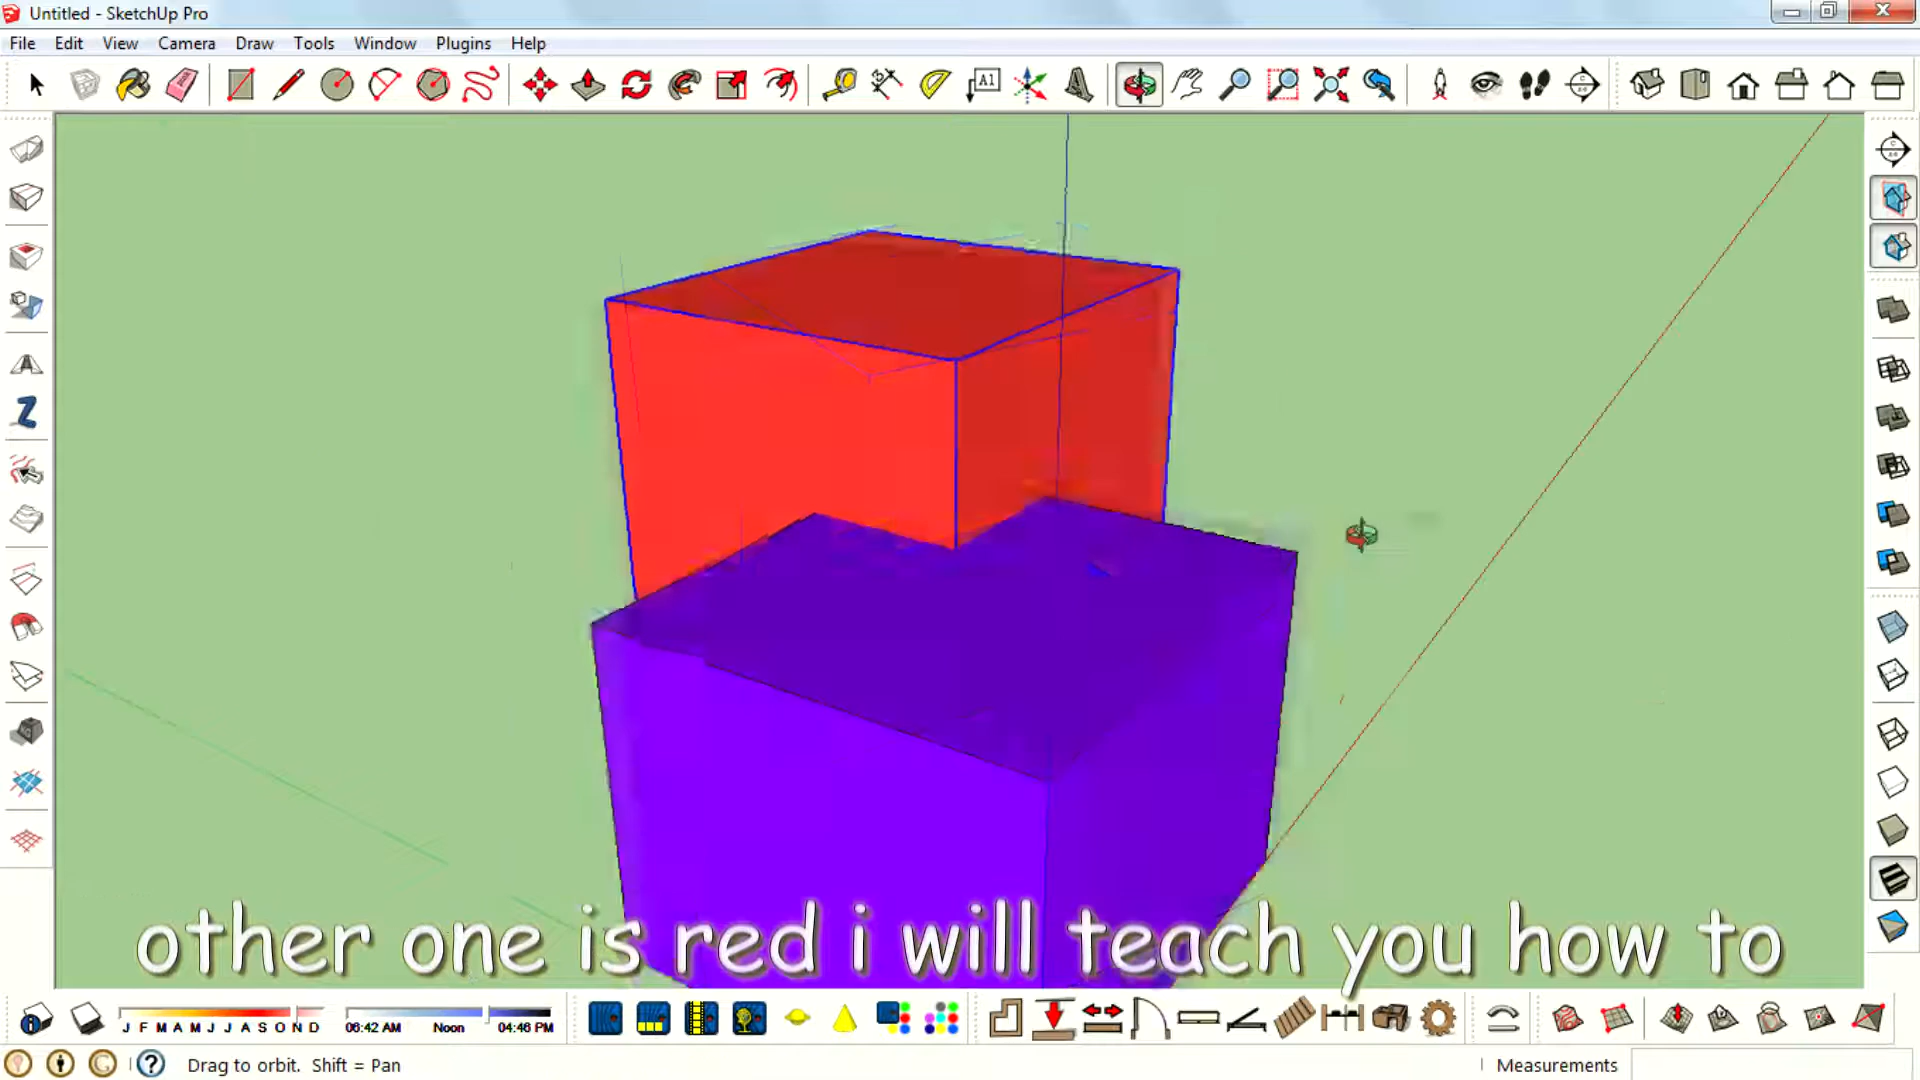 Untitled - SketchUp Pro
File Edit View Camera Draw Tools Window Plugins Help
A1
other one is red i will teach you how to
J F M A M J J A S O N D 06:42 AM Noon 04:46 PM
Drag to orbit. Shift = Pan Measurements